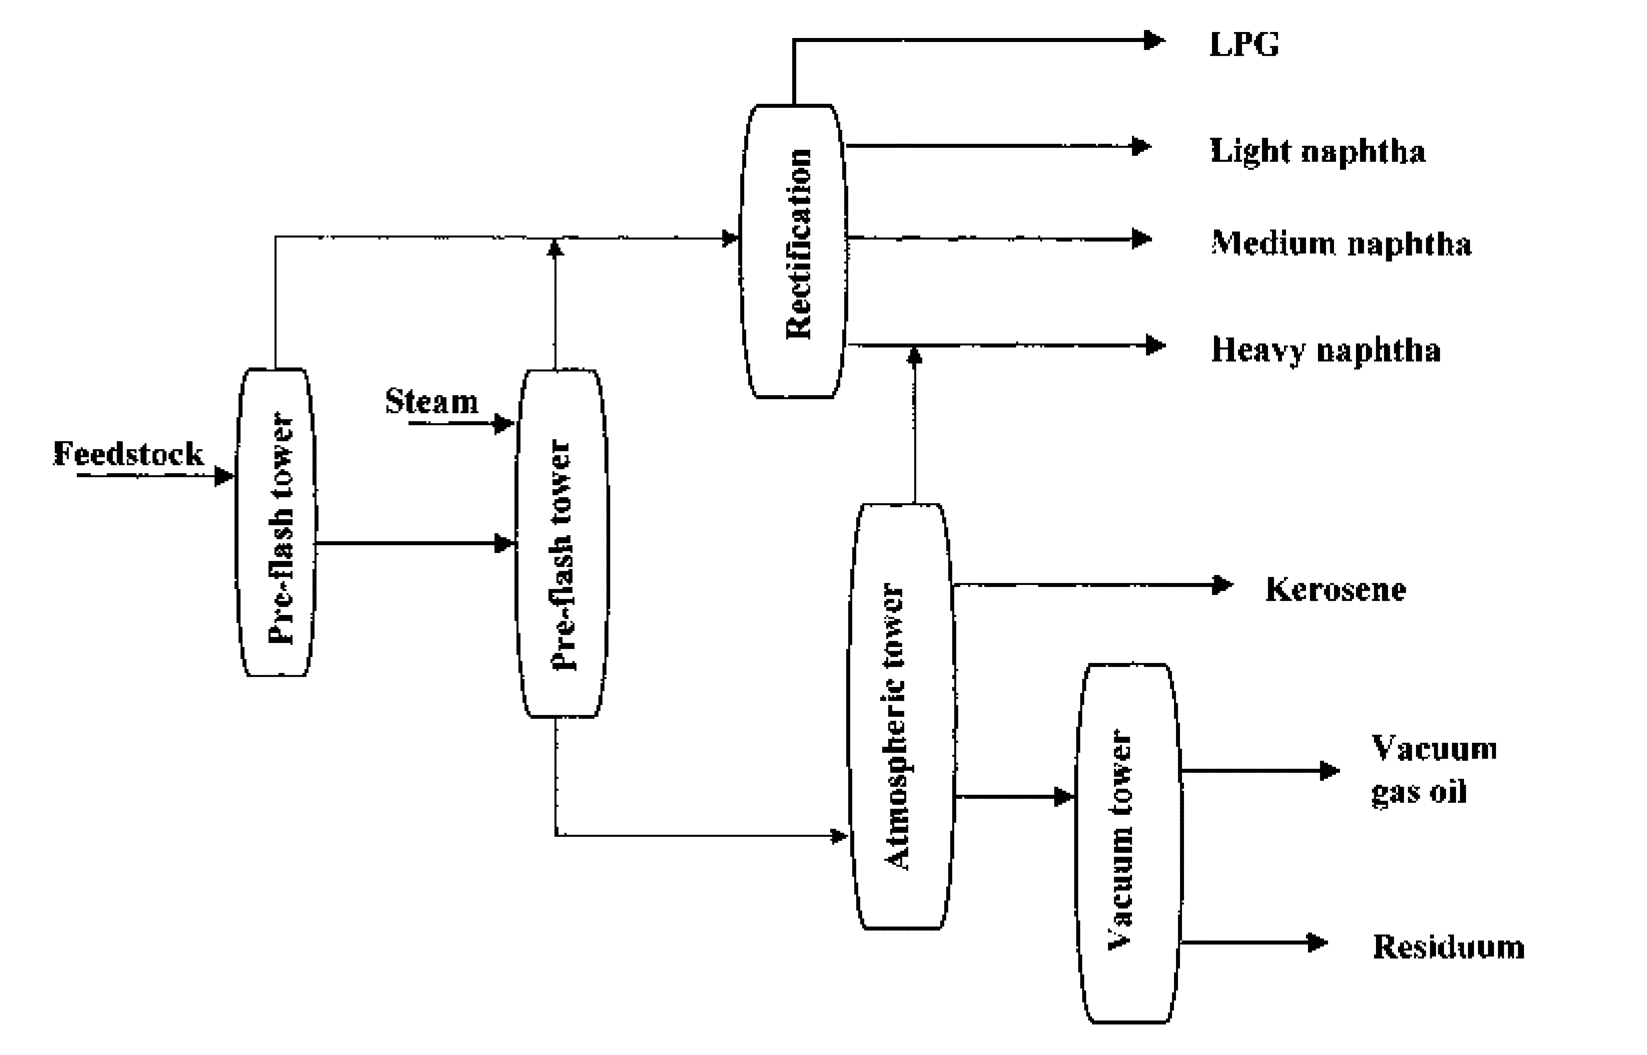 LPG
Light naphtha
Medium naphtha
Heavy naphtha
Rectification
Steam
Feedstock
Pre-flash tower
Pre-flash tower
Atmospheric tower
Kerosene
Vacuum tower
Vacuum
gas oil
Residuum